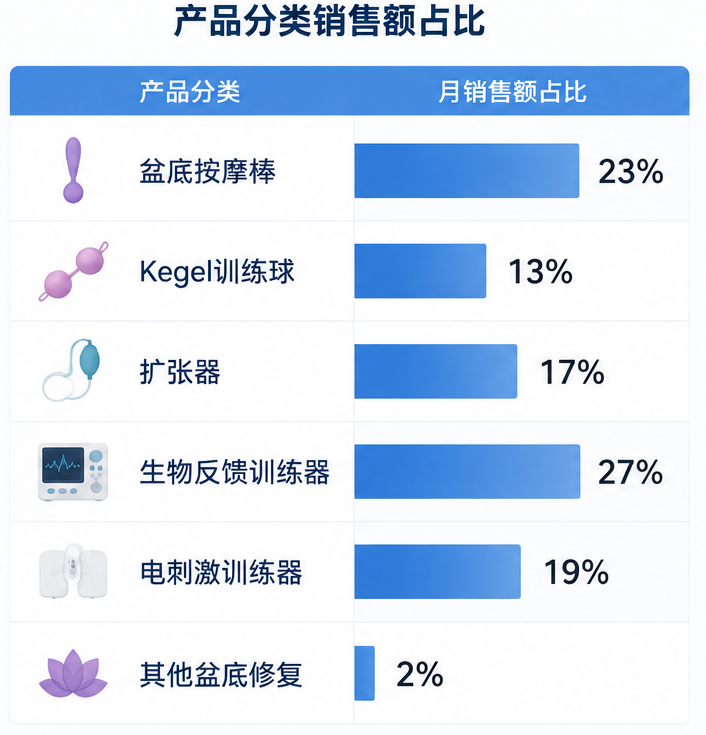 产品分类销售额占比
产品分类 月销售额占比
盆底按摩棒 23%
Kegel训练球 13%
扩张器 17%
生物反馈训练器 27%
电刺激训练器 19%
其他盆底修复 2%